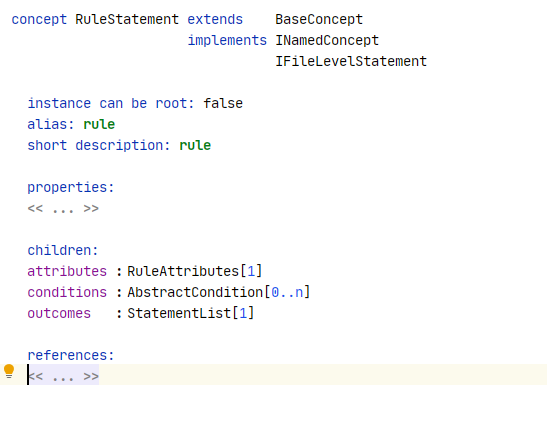 concept RuleStatement extends    BaseConcept
                      implements INamedConcept
                                 IFileLevelStatement
instance can be root: false
alias: rule
short description: rule
properties:
<< ... >>
children:
attributes : RuleAttributes[1]
conditions : AbstractCondition[0..n]
outcomes   : StatementList[1]
references:
<< ... >>